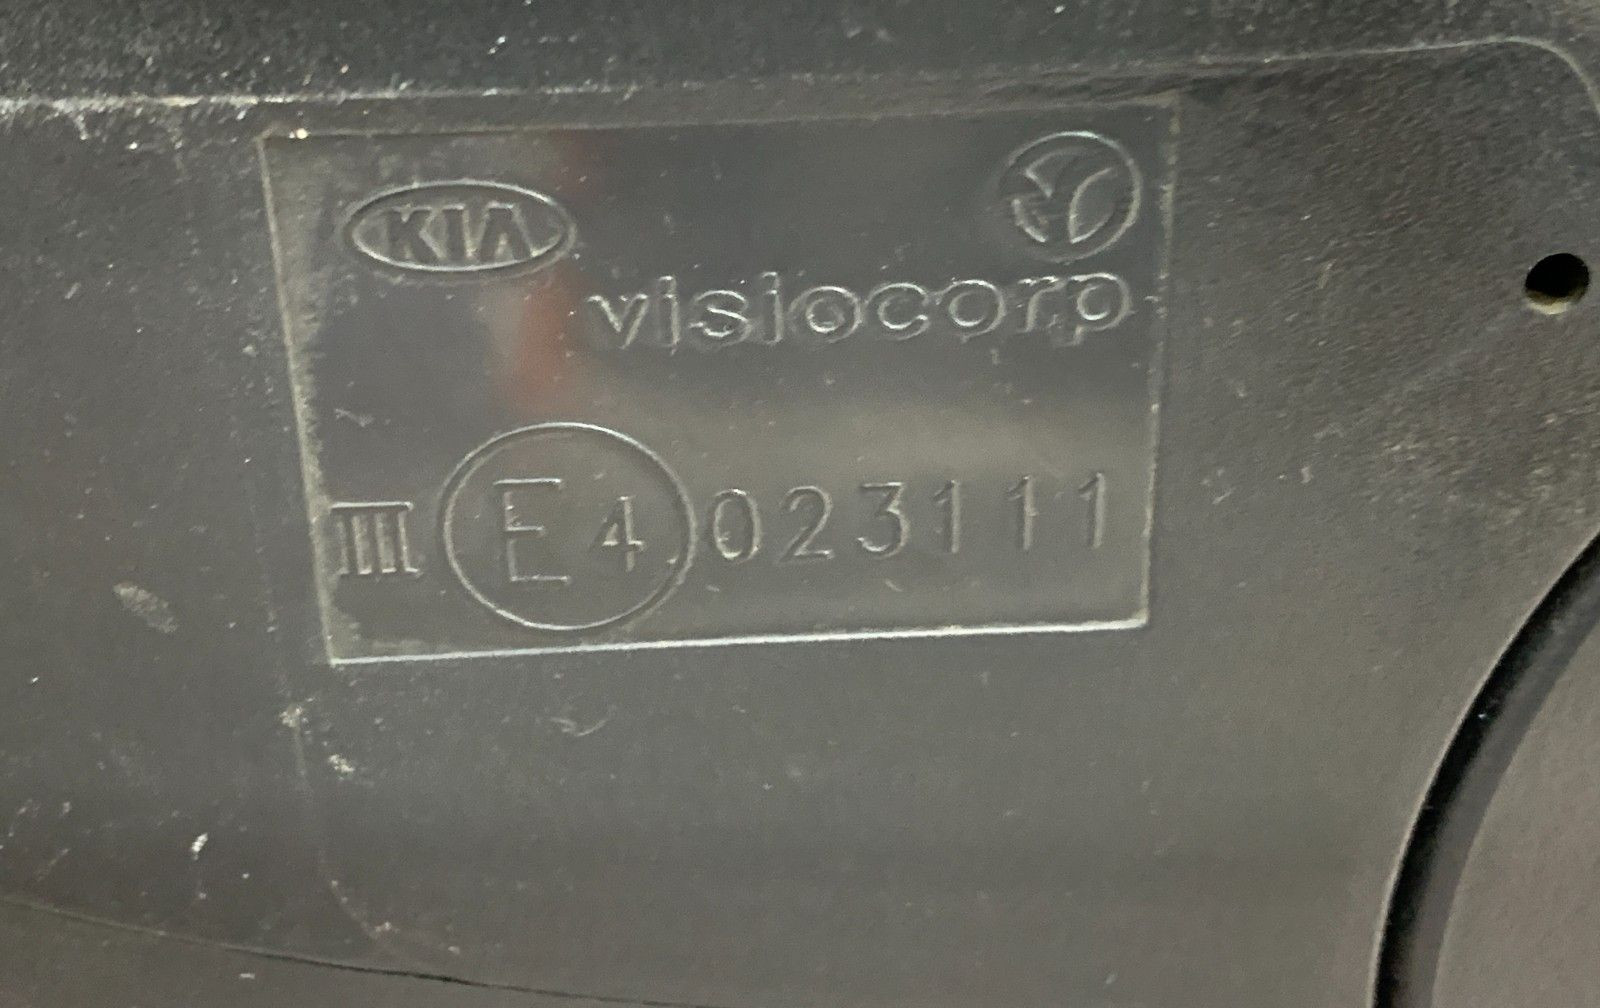 KIA
visiocorp
III E4 023111